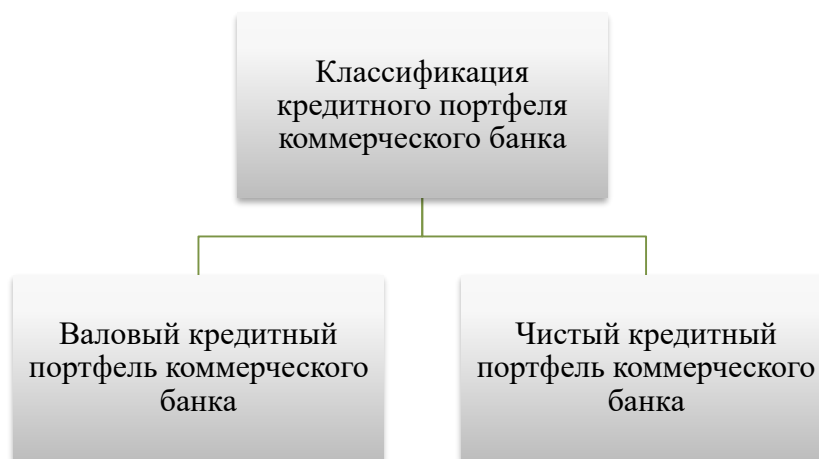 Классификация
кредитного портфеля
коммерческого банка
Валовый кредитный
портфель коммерческого
банка
Чистый кредитный
портфель коммерческого
банка